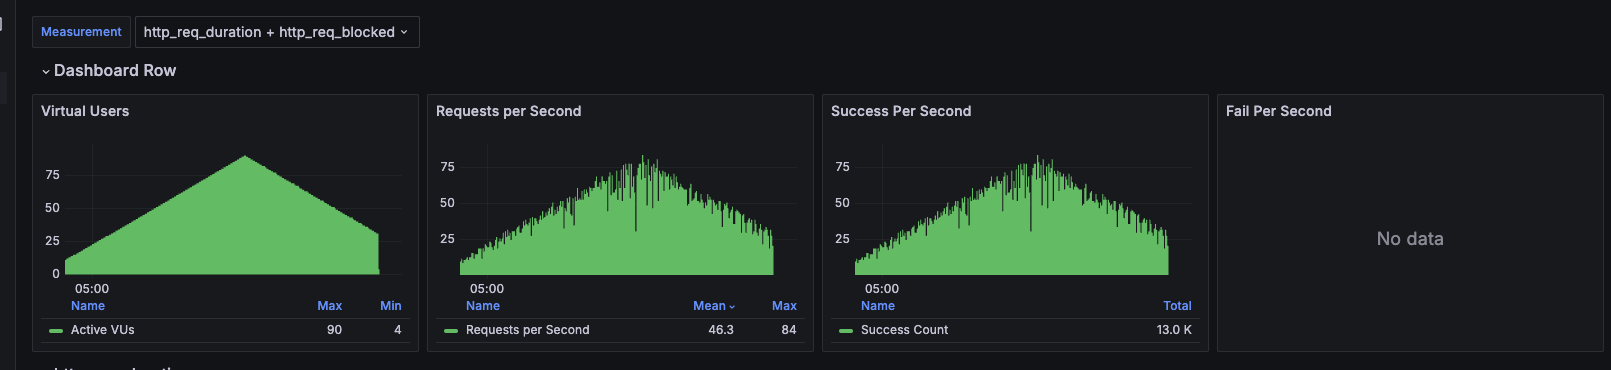 Measurement http_req_duration + http_req_blocked
Dashboard Row
Virtual Users
75
50
25
0
05:00
Name Max Min
Active VUs 90 4
Requests per Second
75
50
25
05:00
Name Mean Max
Requests per Second 46.3 84
Success Per Second
75
50
25
05:00
Name Total
Success Count 13.0 K
Fail Per Second
No data